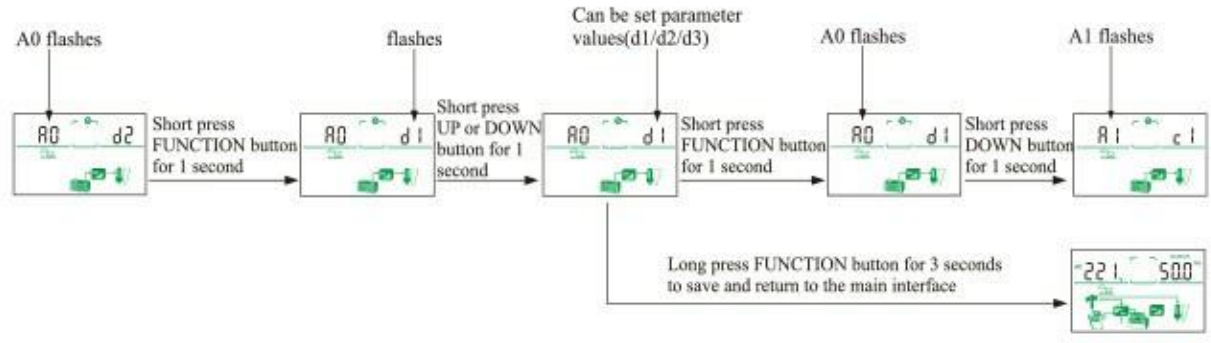 Can be set parameter
values(d1/d2/d3)
A0 flashes
flashes
A0 flashes
A1 flashes
A0 d2
Short press
FUNCTION button
for 1 second
A0 d1
Short press
UP or DOWN
button for 1
second
A0 d1
Short press
FUNCTION button
for 1 second
A0 d1
Short press
DOWN button
for 1 second
A1 c1
Long press FUNCTION button for 3 seconds
to save and return to the main interface
221 50.0